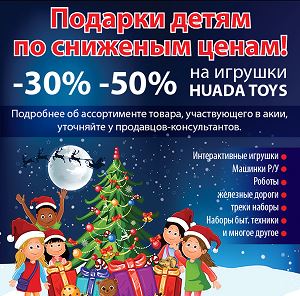 Подарки детям
по сниженым ценам!
-30% -50% на игрушки
HUADA TOYS
Подробнее об ассортименте товара, участвующего в акии,
уточняйте у продавцов-консультантов.
Интерактивные игрушки
Машинки Р/У
Роботы
железные дороги
треки наборы
Наборы быт. техники
и многое другое